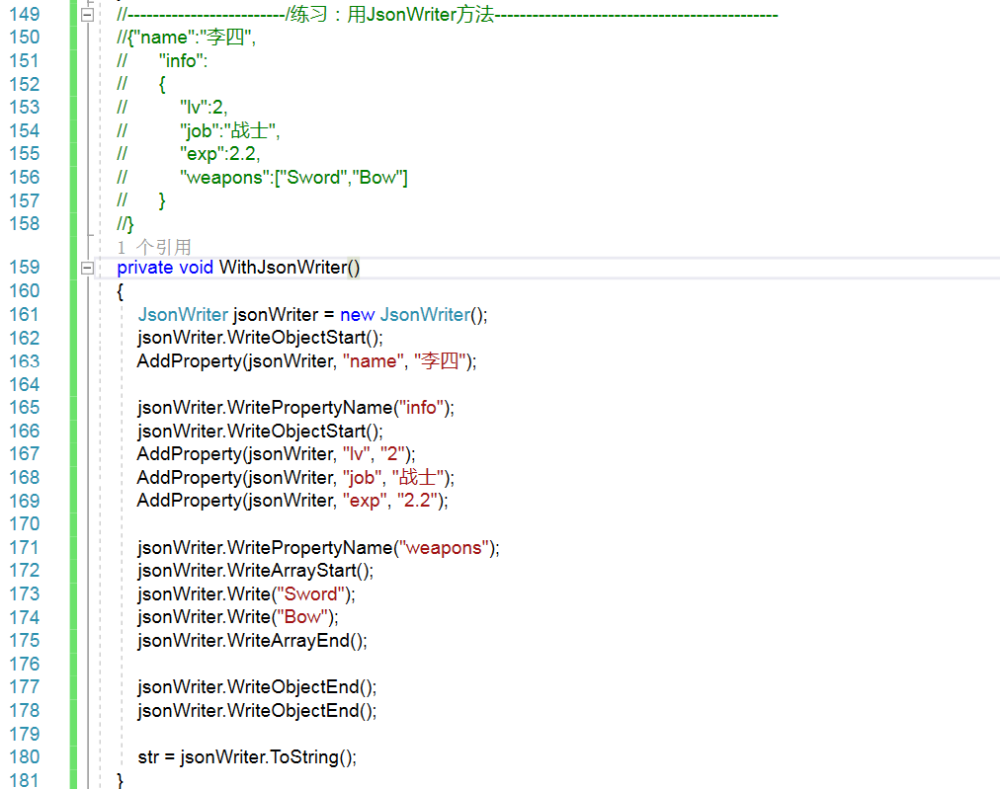 149 //-------------------------/练习：用JsonWriter方法---------------------------------------------
150 //{"name":"李四",
151 //      "info":
152 //      {
153 //          "lv":2,
154 //          "job":"战士",
155 //          "exp":2.2,
156 //          "weapons":["Sword","Bow"]
157 //      }
158 //}
1 个引用
159 private void WithJsonWriter()
160 {
161     JsonWriter jsonWriter = new JsonWriter();
162     jsonWriter.WriteObjectStart();
163     AddProperty(jsonWriter, "name", "李四");
164
165     jsonWriter.WritePropertyName("info");
166     jsonWriter.WriteObjectStart();
167     AddProperty(jsonWriter, "lv", "2");
168     AddProperty(jsonWriter, "job", "战士");
169     AddProperty(jsonWriter, "exp", "2.2");
170
171     jsonWriter.WritePropertyName("weapons");
172     jsonWriter.WriteArrayStart();
173     jsonWriter.Write("Sword");
174     jsonWriter.Write("Bow");
175     jsonWriter.WriteArrayEnd();
176
177     jsonWriter.WriteObjectEnd();
178     jsonWriter.WriteObjectEnd();
179
180     str = jsonWriter.ToString();
181 }